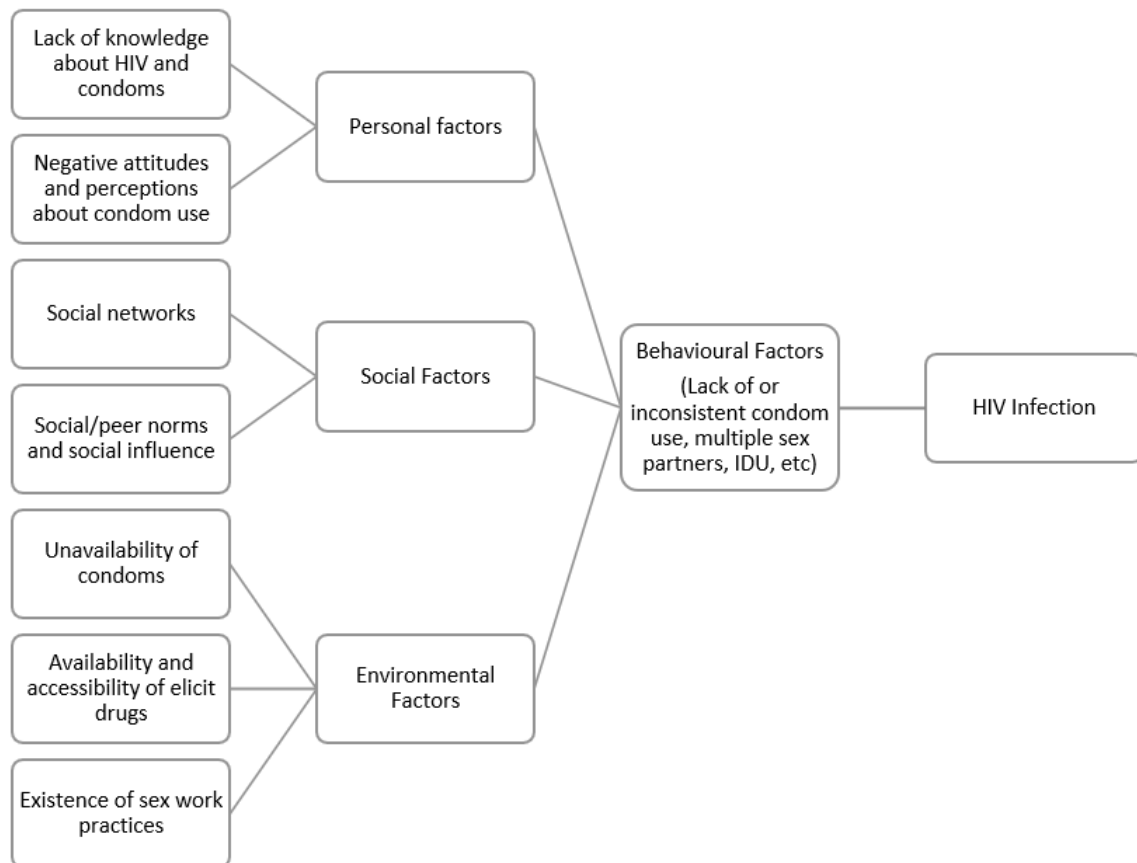 Lack of knowledge
about HIV and
condoms
Negative attitudes
and perceptions
about condom use
Social networks
Social/peer norms
and social influence
Unavailability of
condoms
Availability and
accessibility of elicit
drugs
Existence of sex work
practices
Personal factors
Social Factors
Environmental
Factors
Behavioural Factors
(Lack of or
inconsistent condom
use, multiple sex
partners, IDU, etc)
HIV Infection